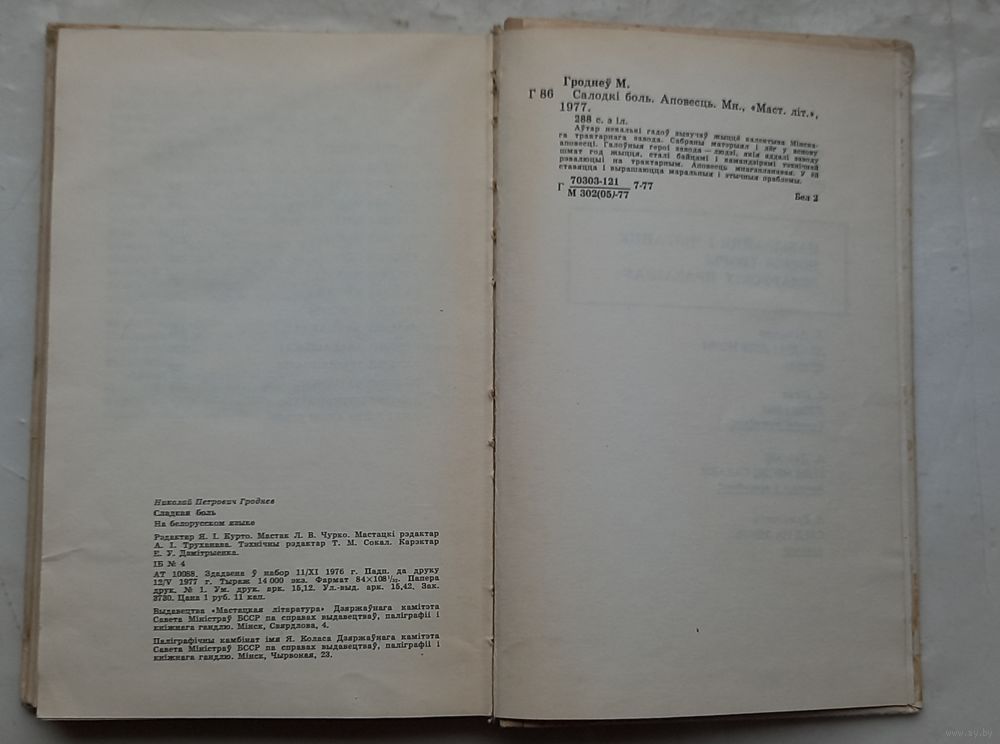 Николай Петрович Гроднев
Сладкая боль
На белорусском языке
Рэдактар Я. І. Курто. Мастак Л. В. Чурко. Мастацкі рэдактар
А. І. Труханава. Тэхнічны рэдактар Т. М. Сокал. Карэктар
Е. У. Дзмітрыенка.
ІБ № 4
АТ 10088. Здадзена ў набор 11/XI 1976 г. Падп. да друку
12/V 1977 г. Тыраж 14 000 экз. Фармат 84×108 1/32. Папера
друк. № 1. Ум. друк. арк. 15,12. Ул.-выд. арк. 15,42. Зак.
3730. Цана 1 руб. 11 кап.
Выдавецтва «Мастацкая літаратура» Дзяржаўнага камітэта
Савета Міністраў БССР па справах выдавецтваў, паліграфіі і
кніжнага гандлю. Мінск, Свярдлова, 4.
Паліграфічны камбінат імя Я. Коласа Дзяржаўнага камітэта
Савета Міністраў БССР па справах выдавецтваў, паліграфіі і
кніжнага гандлю. Мінск, Чырвоная, 23.
Гроднеў М.
Г 86 Салодкі боль. Аповесць. Мн., «Маст. літ.»,
1977.
288 с. з іл.
Аўтар некалькі гадоў вывучаў жыццё калектыва Мінска-
га трактарнага завода. Сабраны матэрыял і лёг у аснову
аповесці. Галоўныя героі завода — людзі, якія аддалі заводу
шмат год жыцця, сталі байцамі і камандзірамі тэхнічнай
рэвалюцыі на трактарным. Аповесць многапланавая. У ёй
ставяцца і вырашаюцца маральныя і этычныя праблемы.
Г 70303-121 7-77
М 302(05)-77
Бел 2
www.ay.by